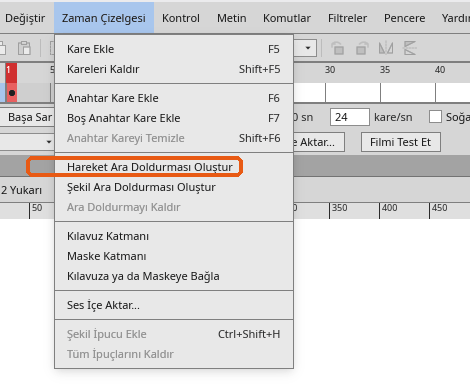 Değiştir Zaman Çizelgesi Kontrol Metin Komutlar Filtreler Pencere Yardı
Kare Ekle F5
Kareleri Kaldır Shift+F5
1 5 30 35 40
Anahtar Kare Ekle F6
Başa Sar Boş Anahtar Kare Ekle F7 0 sn 24 kare/sn Soğa
Anahtar Kareyi Temizle Shift+F6 e Aktar... Filmi Test Et
Hareket Ara Doldurması Oluştur
2 Yukarı Şekil Ara Doldurması Oluştur
50 Ara Doldurmayı Kaldır 350 400 450
Kılavuz Katmanı
Maske Katmanı
Kılavuza ya da Maskeye Bağla
Ses İçe Aktar...
Şekil İpucu Ekle Ctrl+Shift+H
Tüm İpuçlarını Kaldır